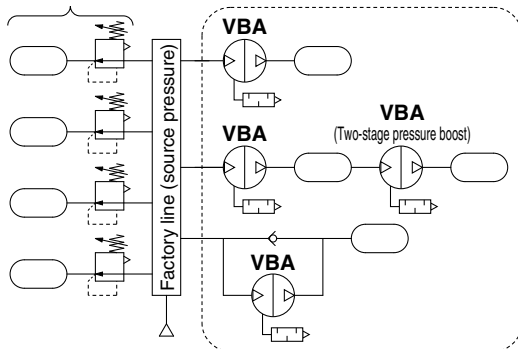 VBA
Factory line (source pressure)
VBA
VBA
(Two-stage pressure boost)
VBA